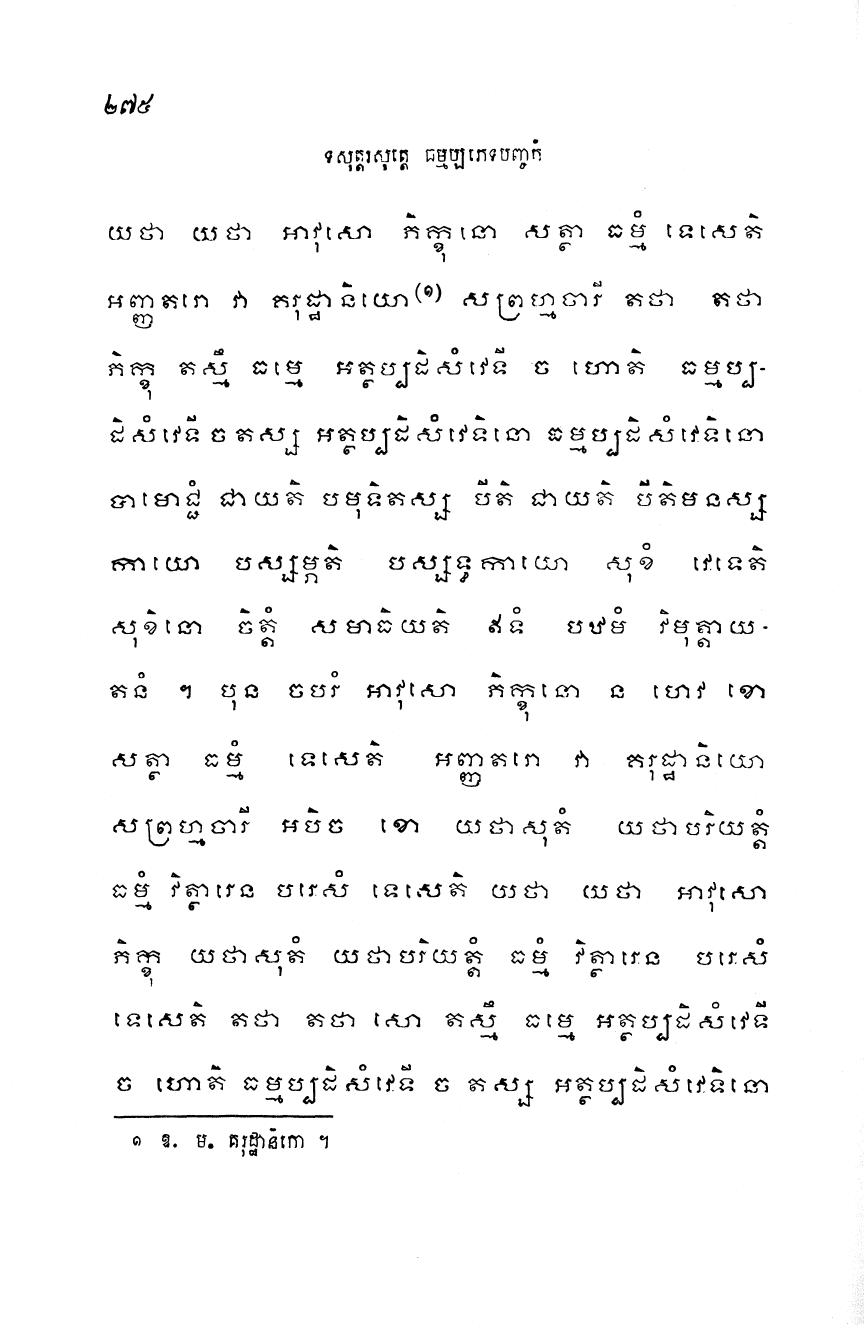 ២៧៥
ទសុត្តរសុត្តេ ធម្មប្បភេទបញ្ចកំ
យថា យថា អាវុសោ ភិក្ខុនោ សត្ថា ធម្មំ ទេសេតិ
អញ្ញតរោ វា គរុដ្ឋានិយោ(១) សព្រហ្មចារី តថា តថា
ភិក្ខុ តស្មឹ ធម្មេ អត្ថប្បដិសំវេទី ច ហោតិ ធម្មប្ប-
ដិសំវេទី ច តស្ស អត្ថប្បដិសំវេទិនោ ធម្មប្បដិសំវេទិនោ
បាមោជ្ជំ ជាយតិ បមុទិតស្ស បីតិ ជាយតិ បីតិមនស្ស
កាយោ បស្សម្ភតិ បស្សទ្ធកាយោ សុខំ វេទេតិ
សុខិនោ ចិត្តំ សមាធិយតិ ឥទំ បឋមំ វិមុត្តាយ-
តនំ ។ បុន ចបរំ អាវុសោ ភិក្ខុនោ ន ហេវ ខោ
សត្ថា ធម្មំ ទេសេតិ អញ្ញតរោ វា គរុដ្ឋានិយោ
សព្រហ្មចារី អបិច ខោ យថាសុតំ យថាបរិយត្តំ
ធម្មំ វិត្ថារេន បរេសំ ទេសេតិ យថា យថា អាវុសោ
ភិក្ខុ យថាសុតំ យថាបរិយត្តំ ធម្មំ វិត្ថារេន បរេសំ
ទេសេតិ តថា តថា សោ តស្មឹ ធម្មេ អត្ថប្បដិសំវេទី
ច ហោតិ ធម្មប្បដិសំវេទី ច តស្ស អត្ថប្បដិសំវេទិនោ
១ ឱ. ម. គរុដ្ឋានិកោ ។